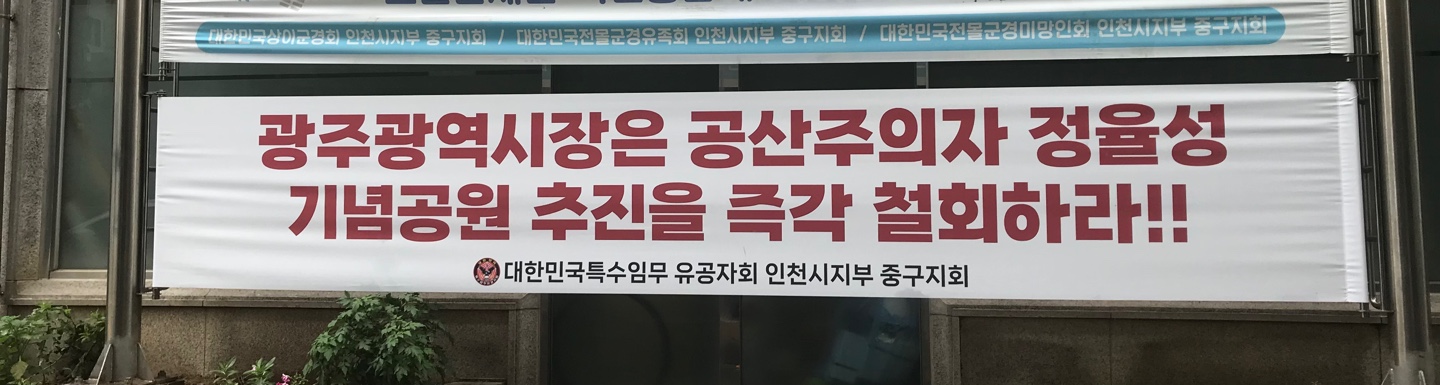 대한민국상이군경회 인천시지부 중구지회 / 대한민국전몰군경유족회 인천시지부 중구지회 / 대한민국전몰군경미망인회 인천시지부 중구지회
광주광역시장은 공산주의자 정율성
기념공원 추진을 즉각 철회하라!!
대한민국특수임무 유공자회 인천시지부 중구지회